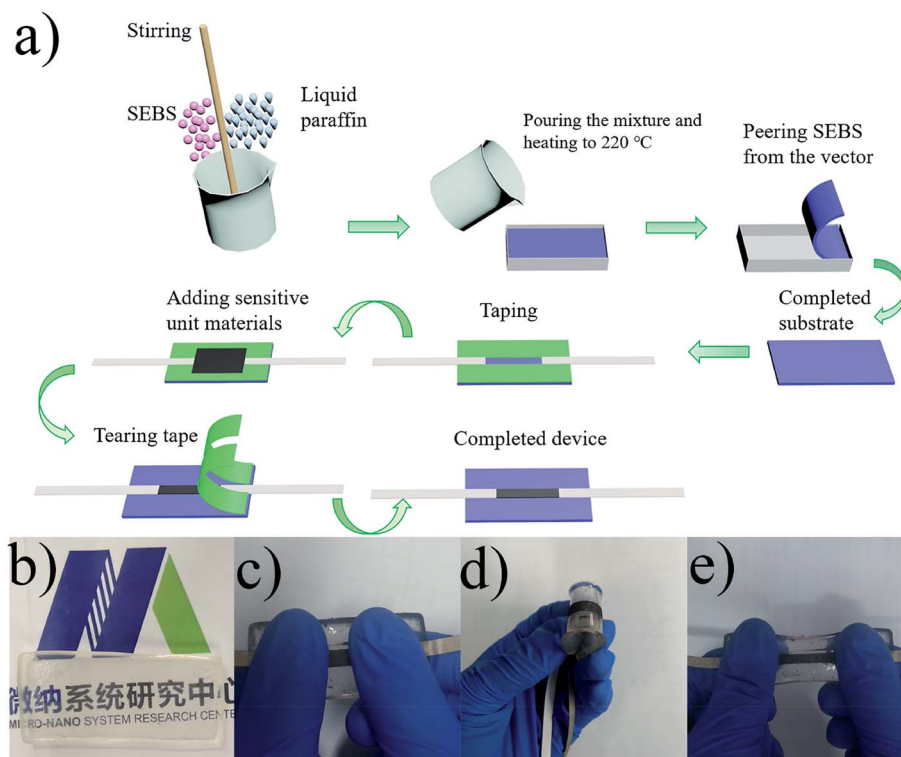 a)
Stirring
SEBS
Liquid
paraffin
Pouring the mixture and
heating to 220 °C
Peering SEBS
from the vector
Adding sensitive
unit materials
Taping
Completed
substrate
Tearing tape
Completed device
b)
c)
d)
e)
微纳系统研究中心
MICRO-NANO SYSTEM RESEARCH CENTE